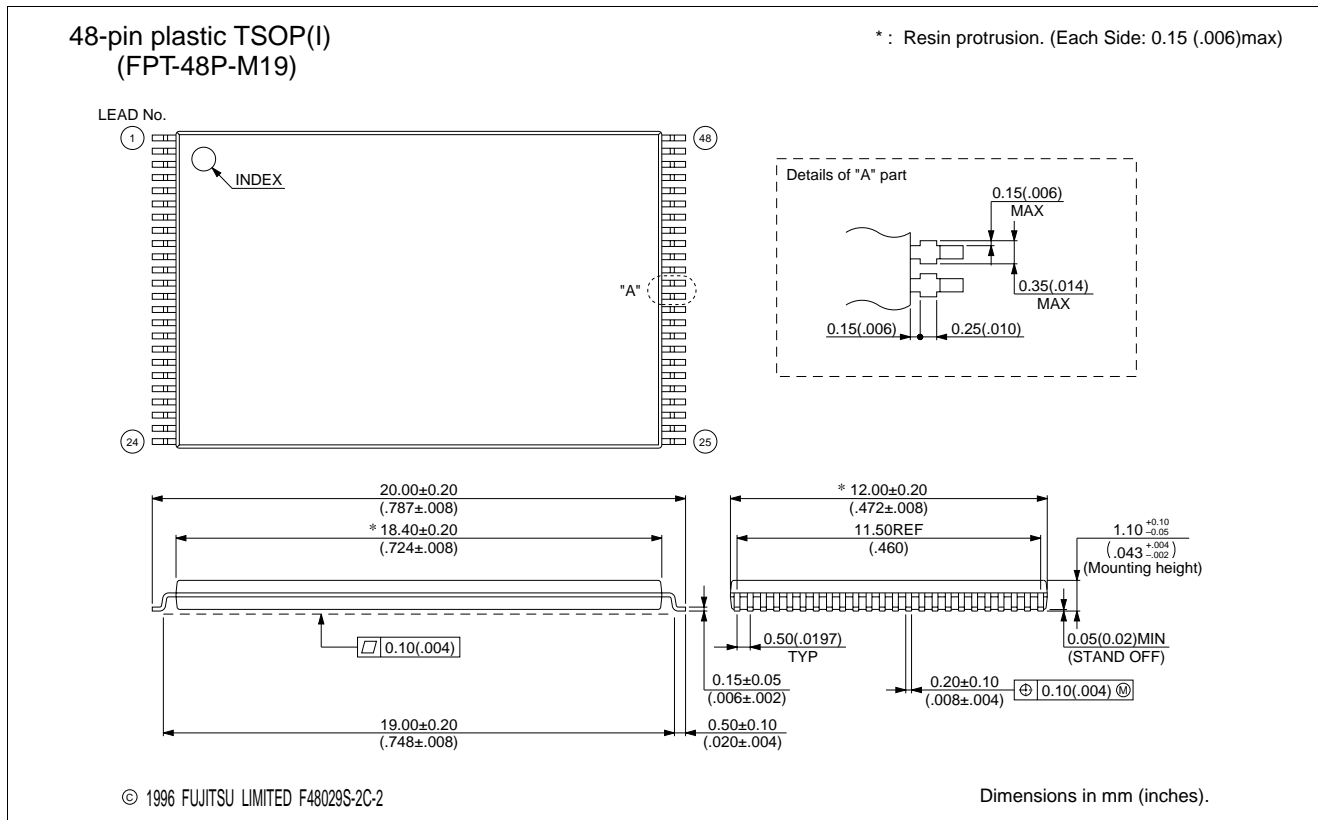 48-pin plastic TSOP(I)
(FPT-48P-M19)
* : Resin protrusion. (Each Side: 0.15 (.006)max)
LEAD No.
1
48
INDEX
"A"
24
25
Details of "A" part
0.15(.006)
MAX
0.35(.014)
MAX
0.15(.006)
0.25(.010)
20.00±0.20
(.787±.008)
* 18.40±0.20
(.724±.008)
0.10(.004)
19.00±0.20
(.748±.008)
0.50±0.10
(.020±.004)
0.15±0.05
(.006±.002)
* 12.00±0.20
(.472±.008)
11.50REF
(.460)
1.10 +0.10 –0.05
(.043 +.004 –.002)
(Mounting height)
0.50(.0197)
TYP
0.05(0.02)MIN
(STAND OFF)
0.20±0.10
(.008±.004)
0.10(.004) Ⓜ
© 1996 FUJITSU LIMITED F48029S-2C-2
Dimensions in mm (inches).